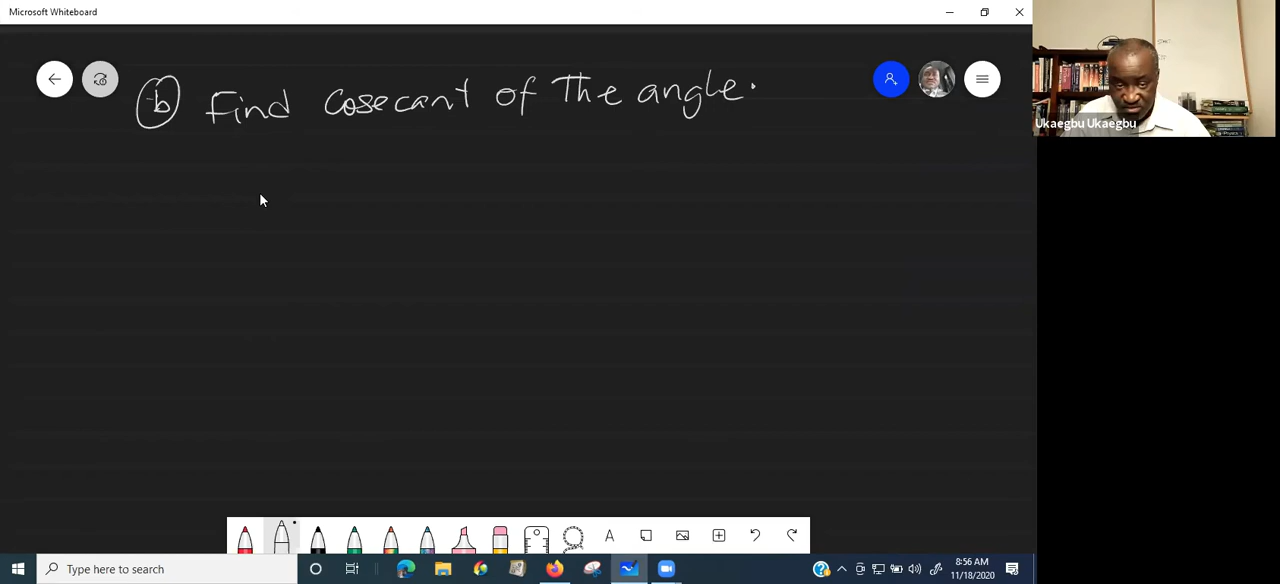 Microsoft Whiteboard
b Find cosecant of the angle.
Ukaegbu Ukaegbu
A
Type here to search
8:56 AM
11/18/2020